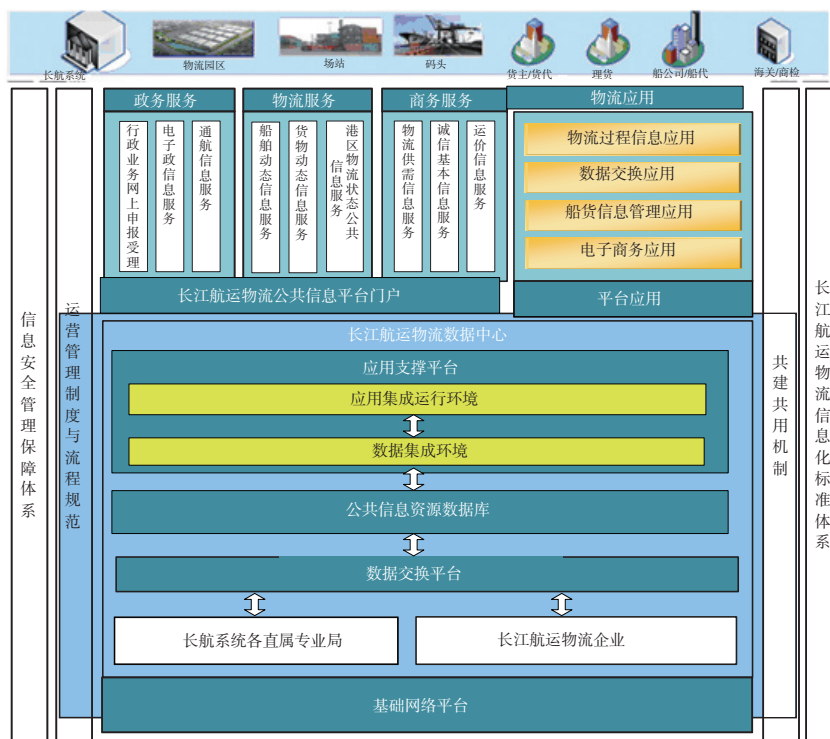 长航系统
物流园区
场站
码头
货主/货代
理货
船公司/船代
海关/商检
政务服务
物流服务
商务服务
物流应用
行政业务网上申报受理
电子政信息服务
通航信息服务
船舶动态信息服务
货物动态信息服务
港区物流状态公共
信息服务
物流供需信息服务
诚信基本信息服务
运价信息服务
物流过程信息应用
数据交换应用
船货信息管理应用
电子商务应用
长江航运物流公共信息平台门户
平台应用
信息安全管理保障体系
运营管理制度与流程规范
长江航运物流数据中心
应用支撑平台
应用集成运行环境
数据集成环境
公共信息资源数据库
数据交换平台
长航系统各直属专业局
长江航运物流企业
基础网络平台
共建共用机制
长江航运物流信息化标准体系